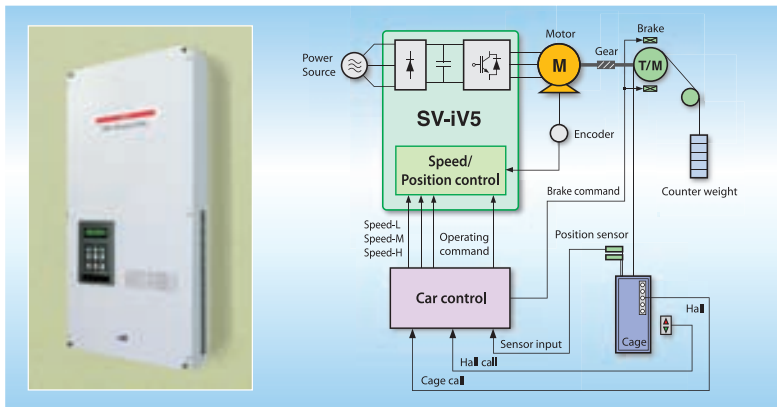 Power
Source
Motor
M
Gear
Brake
T/M
SV-iV5
Encoder
Speed/
Position control
Counter weight
Brake command
Speed-L
Speed-M
Speed-H
Operating
command
Position sensor
Car control
Hall
Sensor input
Cage
Hall call
Cage call